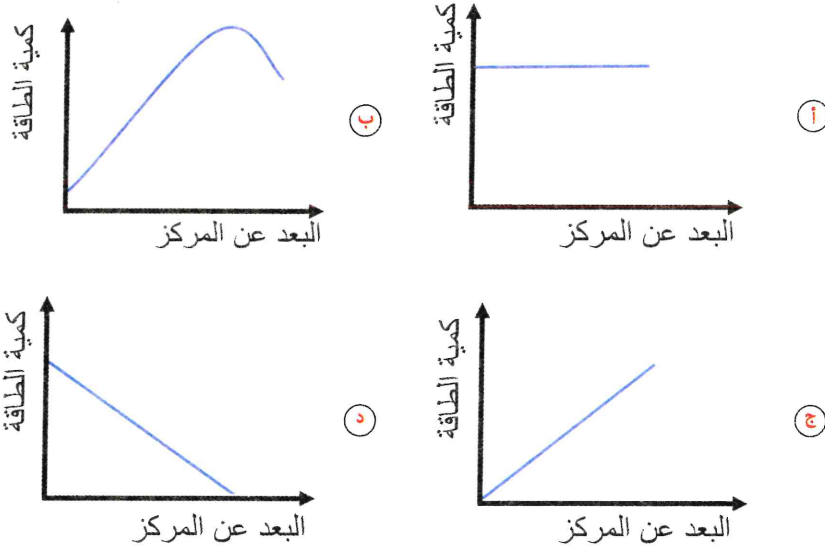 أ
كمية الطاقة
البعد عن المركز
ب
كمية الطاقة
البعد عن المركز
ج
كمية الطاقة
البعد عن المركز
د
كمية الطاقة
البعد عن المركز